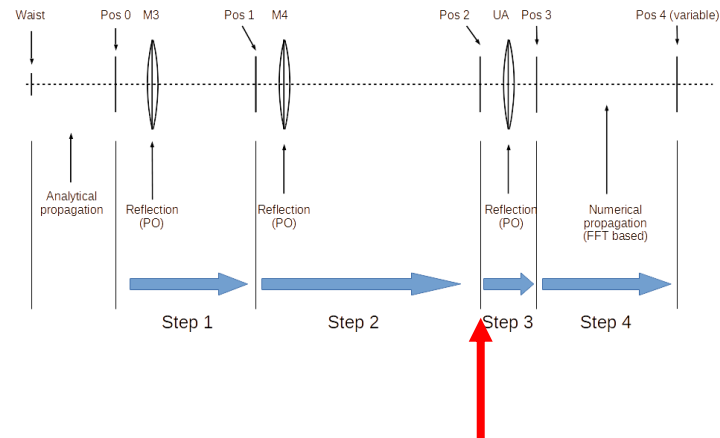 Waist
Pos 0
M3
Pos 1
M4
Pos 2
UA
Pos 3
Pos 4 (variable)
Analytical
propagation
Reflection
(PO)
Reflection
(PO)
Reflection
(PO)
Numerical
propagation
(FFT based)
Step 1
Step 2
Step 3
Step 4